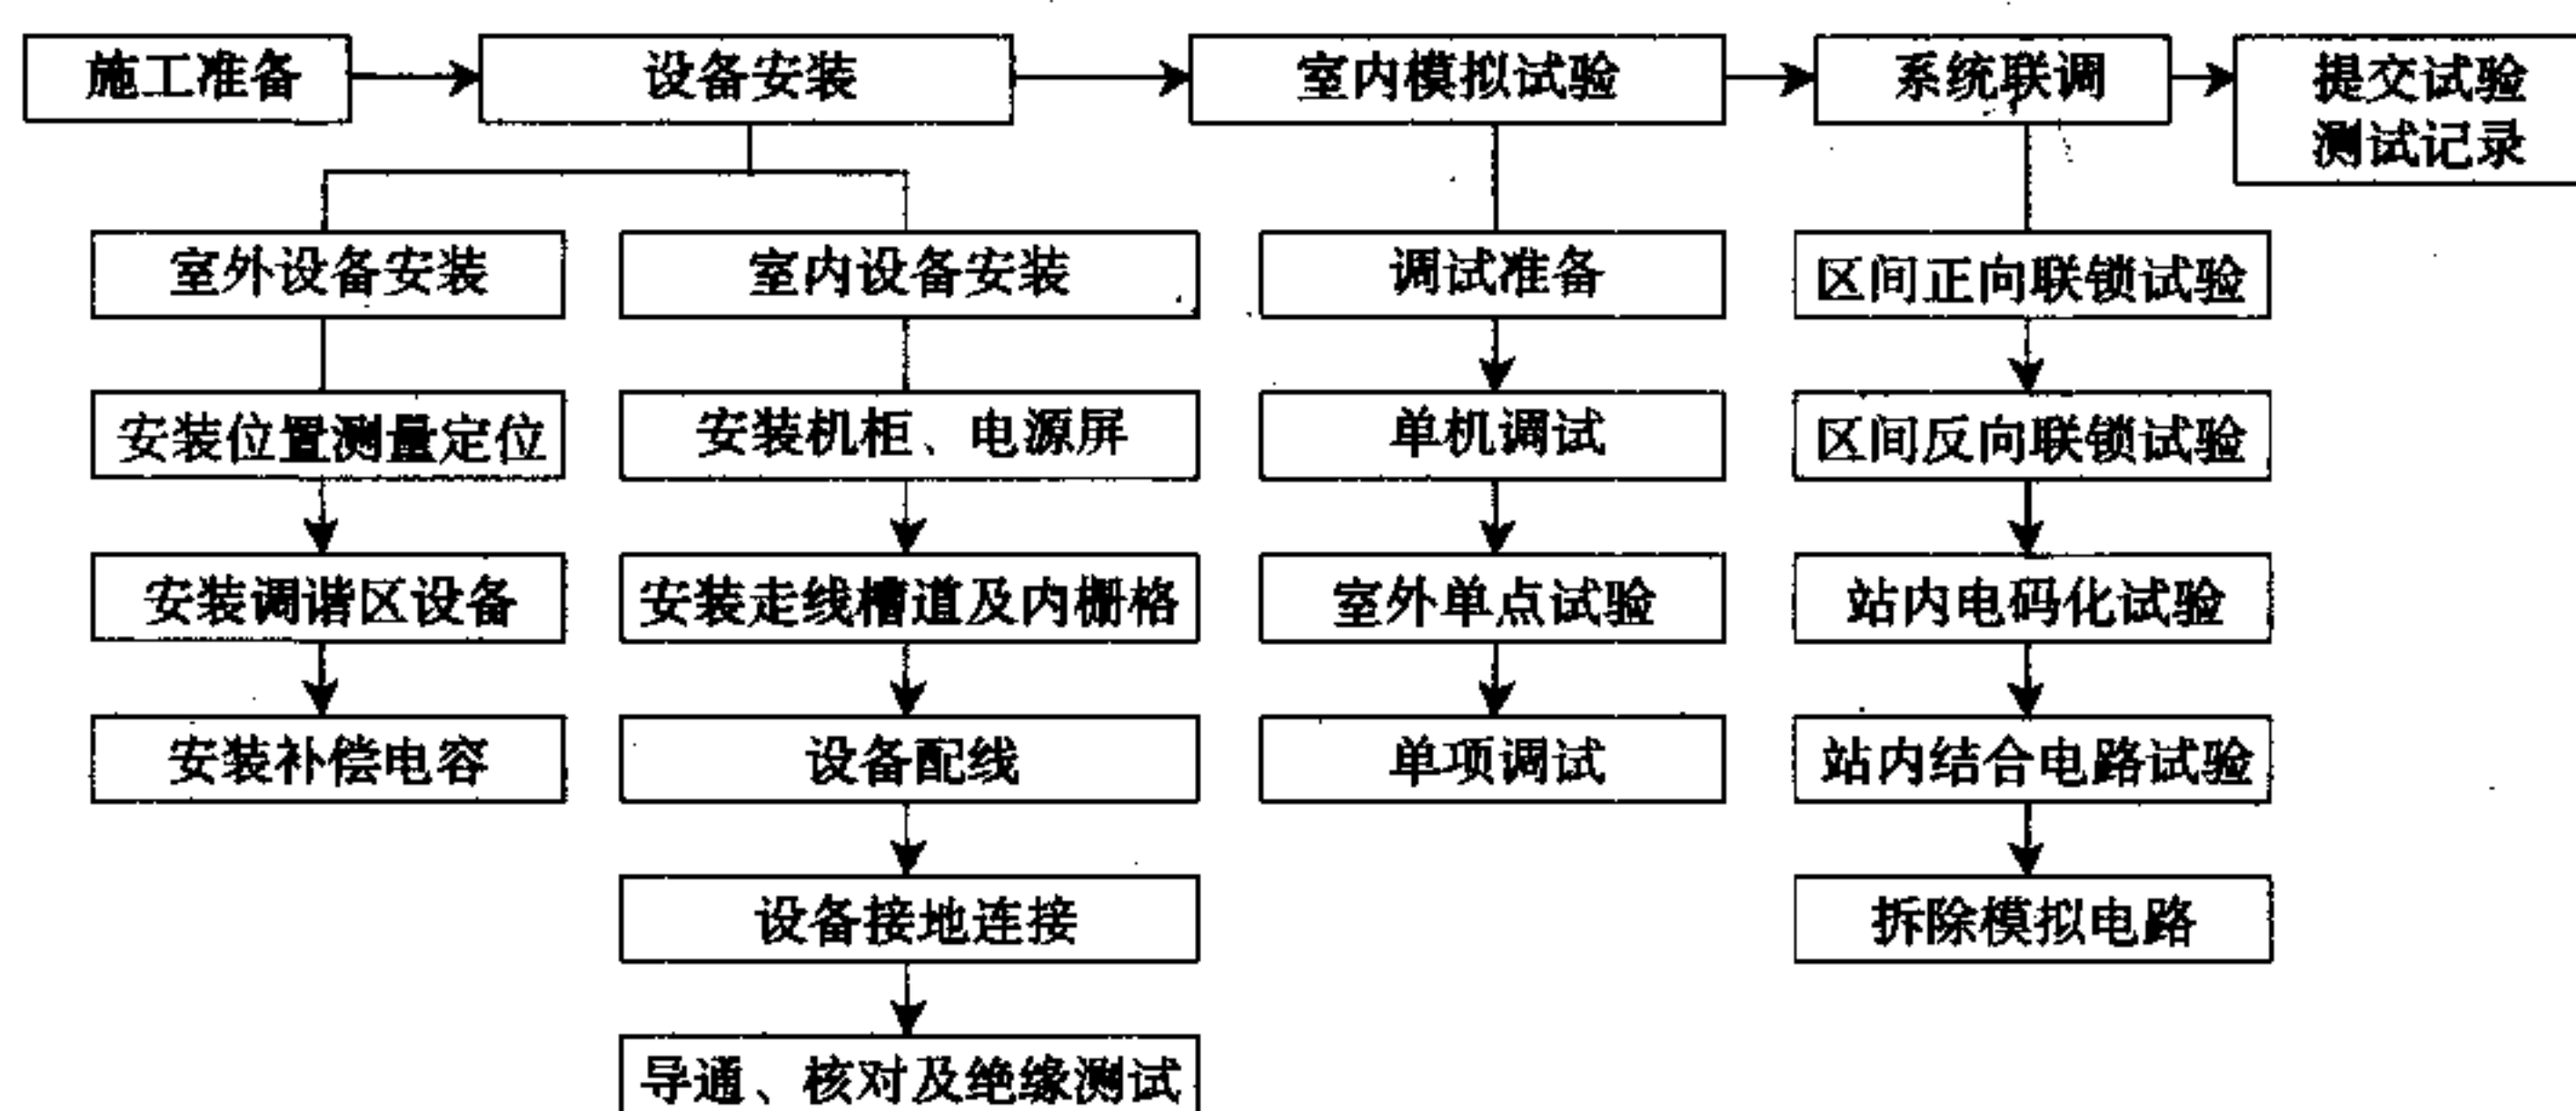 施工准备
设备安装
室内模拟试验
系统联调
提交试验
测试记录
室外设备安装
室内设备安装
调试准备
区间正向联锁试验
安装位置测量定位
安装机柜、电源屏
单机调试
区间反向联锁试验
安装调谐区设备
安装走线槽道及内栅格
室外单点试验
站内电码化试验
安装补偿电容
设备配线
单项调试
站内结合电路试验
设备接地连接
拆除模拟电路
导通、核对及绝缘测试